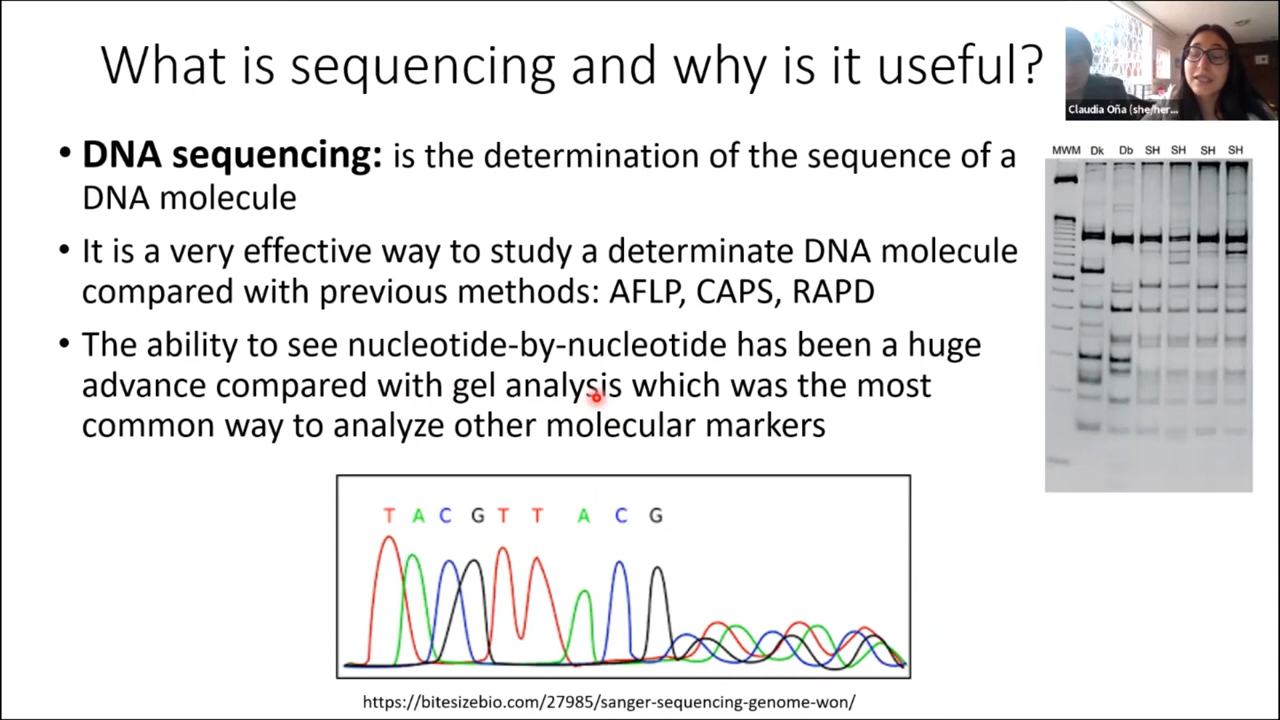 What is sequencing and why is it useful?
Claudia Oña (she/her...
• DNA sequencing: is the determination of the sequence of a
DNA molecule
• It is a very effective way to study a determinate DNA molecule
compared with previous methods: AFLP, CAPS, RAPD
• The ability to see nucleotide-by-nucleotide has been a huge
advance compared with gel analysis which was the most
common way to analyze other molecular markers
MWM Dk Db SH SH SH SH
T A C G T T A C G
https://bitesizebio.com/27985/sanger-sequencing-genome-won/